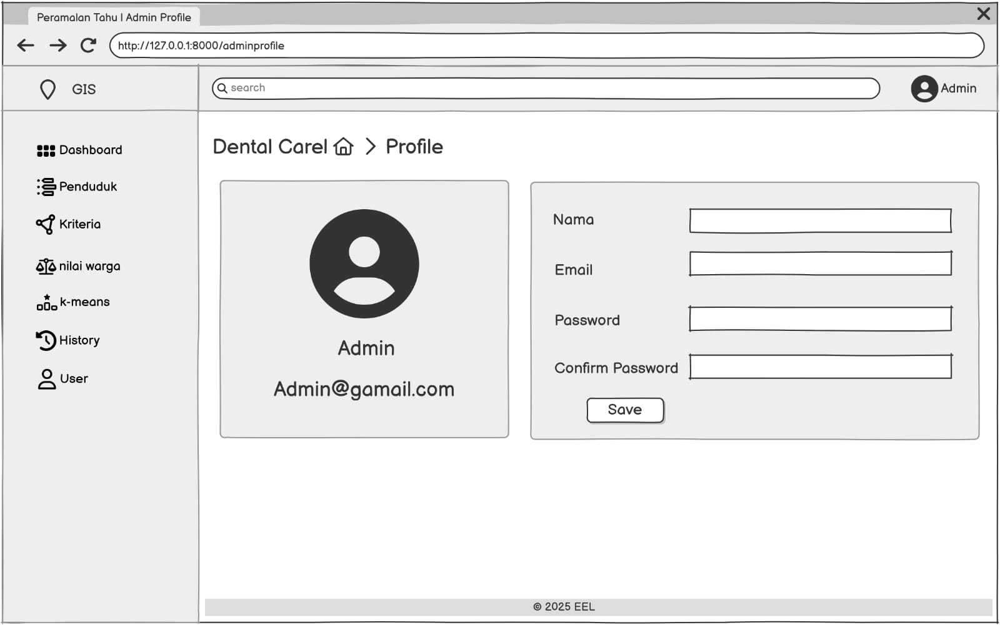 Peramalan Tahu I Admin Profile
http://127.0.0.1:8000/adminprofile
GIS
search
Admin
Dashboard
Penduduk
Kriteria
nilai warga
k-means
History
User
Dental Carel > Profile
Admin
Admin@gamail.com
Nama
Email
Password
Confirm Password
Save
© 2025 EEL